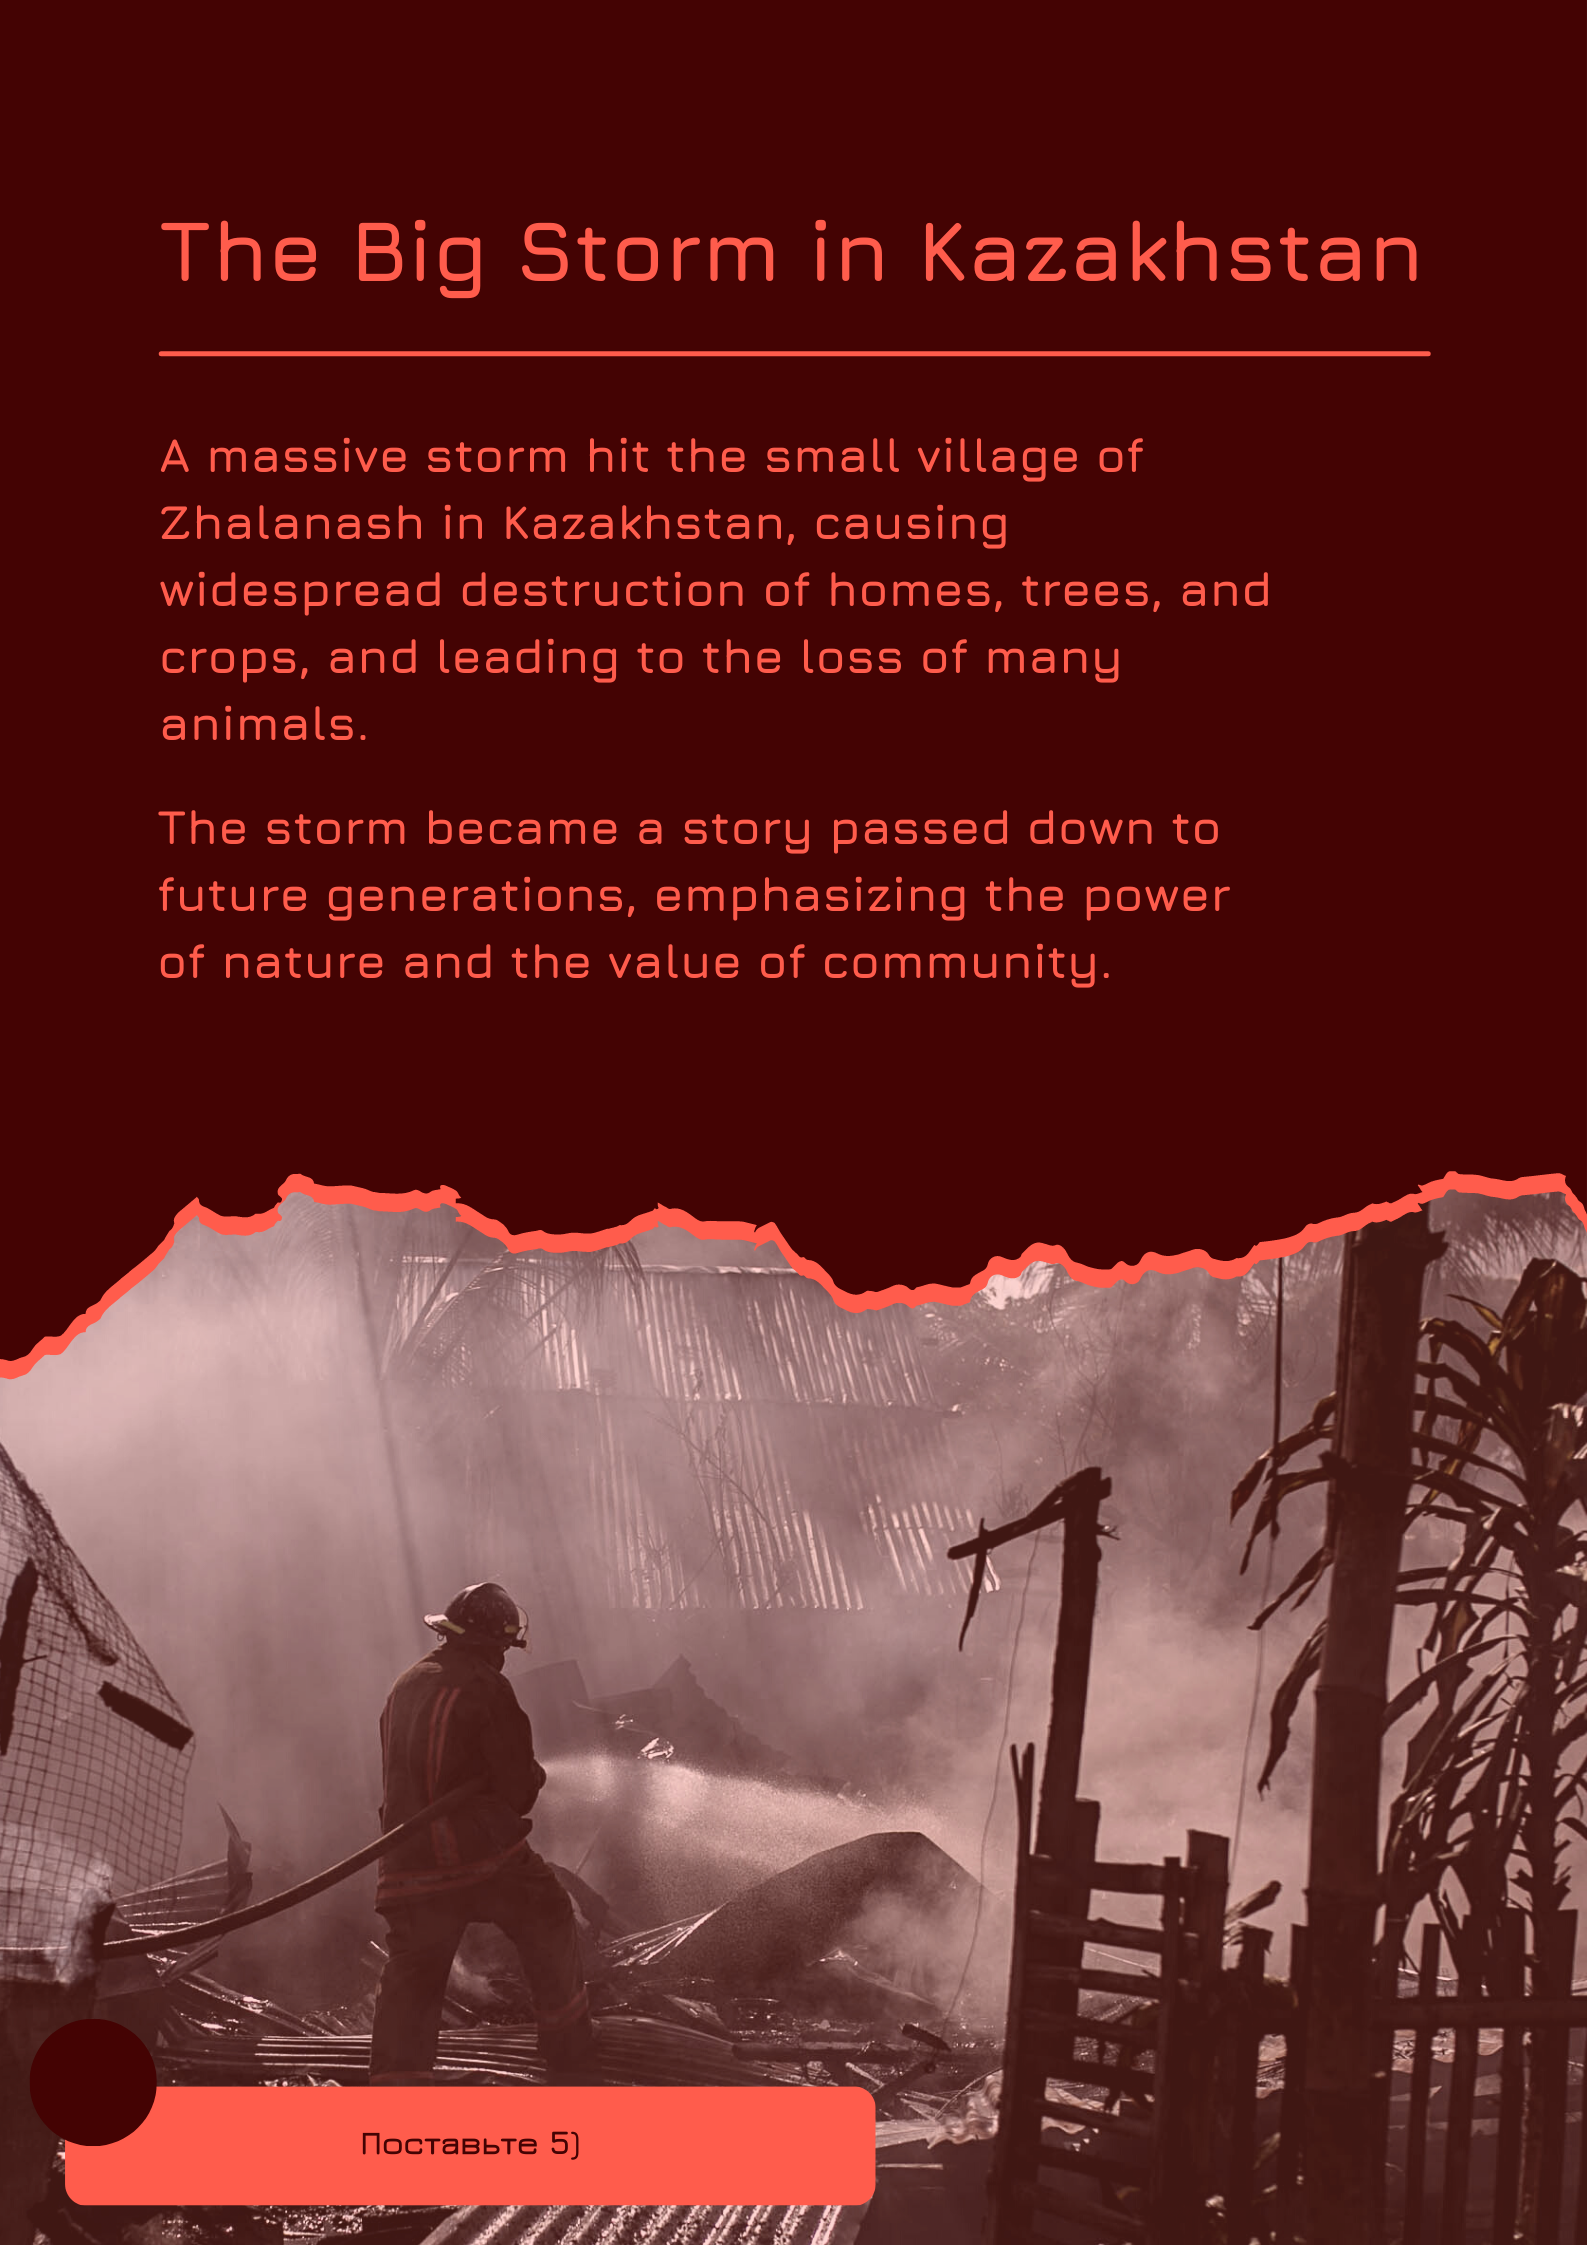 The Big Storm in Kazakhstan
A massive storm hit the small village of
Zhalanash in Kazakhstan, causing
widespread destruction of homes, trees, and
crops, and leading to the loss of many
animals.
The storm became a story passed down to
future generations, emphasizing the power
of nature and the value of community.
Поставьте 5)